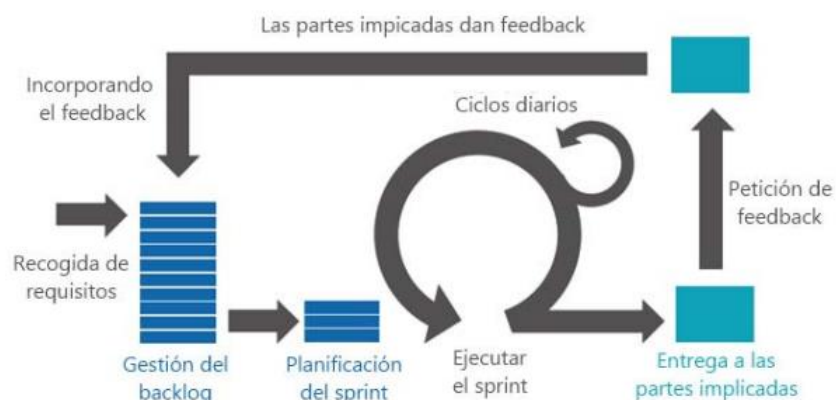 Las partes impicadas dan feedback
Incorporando
el feedback
Ciclos diarios
Petición de
feedback
Recogida de
requisitos
Gestión del
backlog
Planificación
del sprint
Ejecutar
el sprint
Entrega a las
partes implicadas